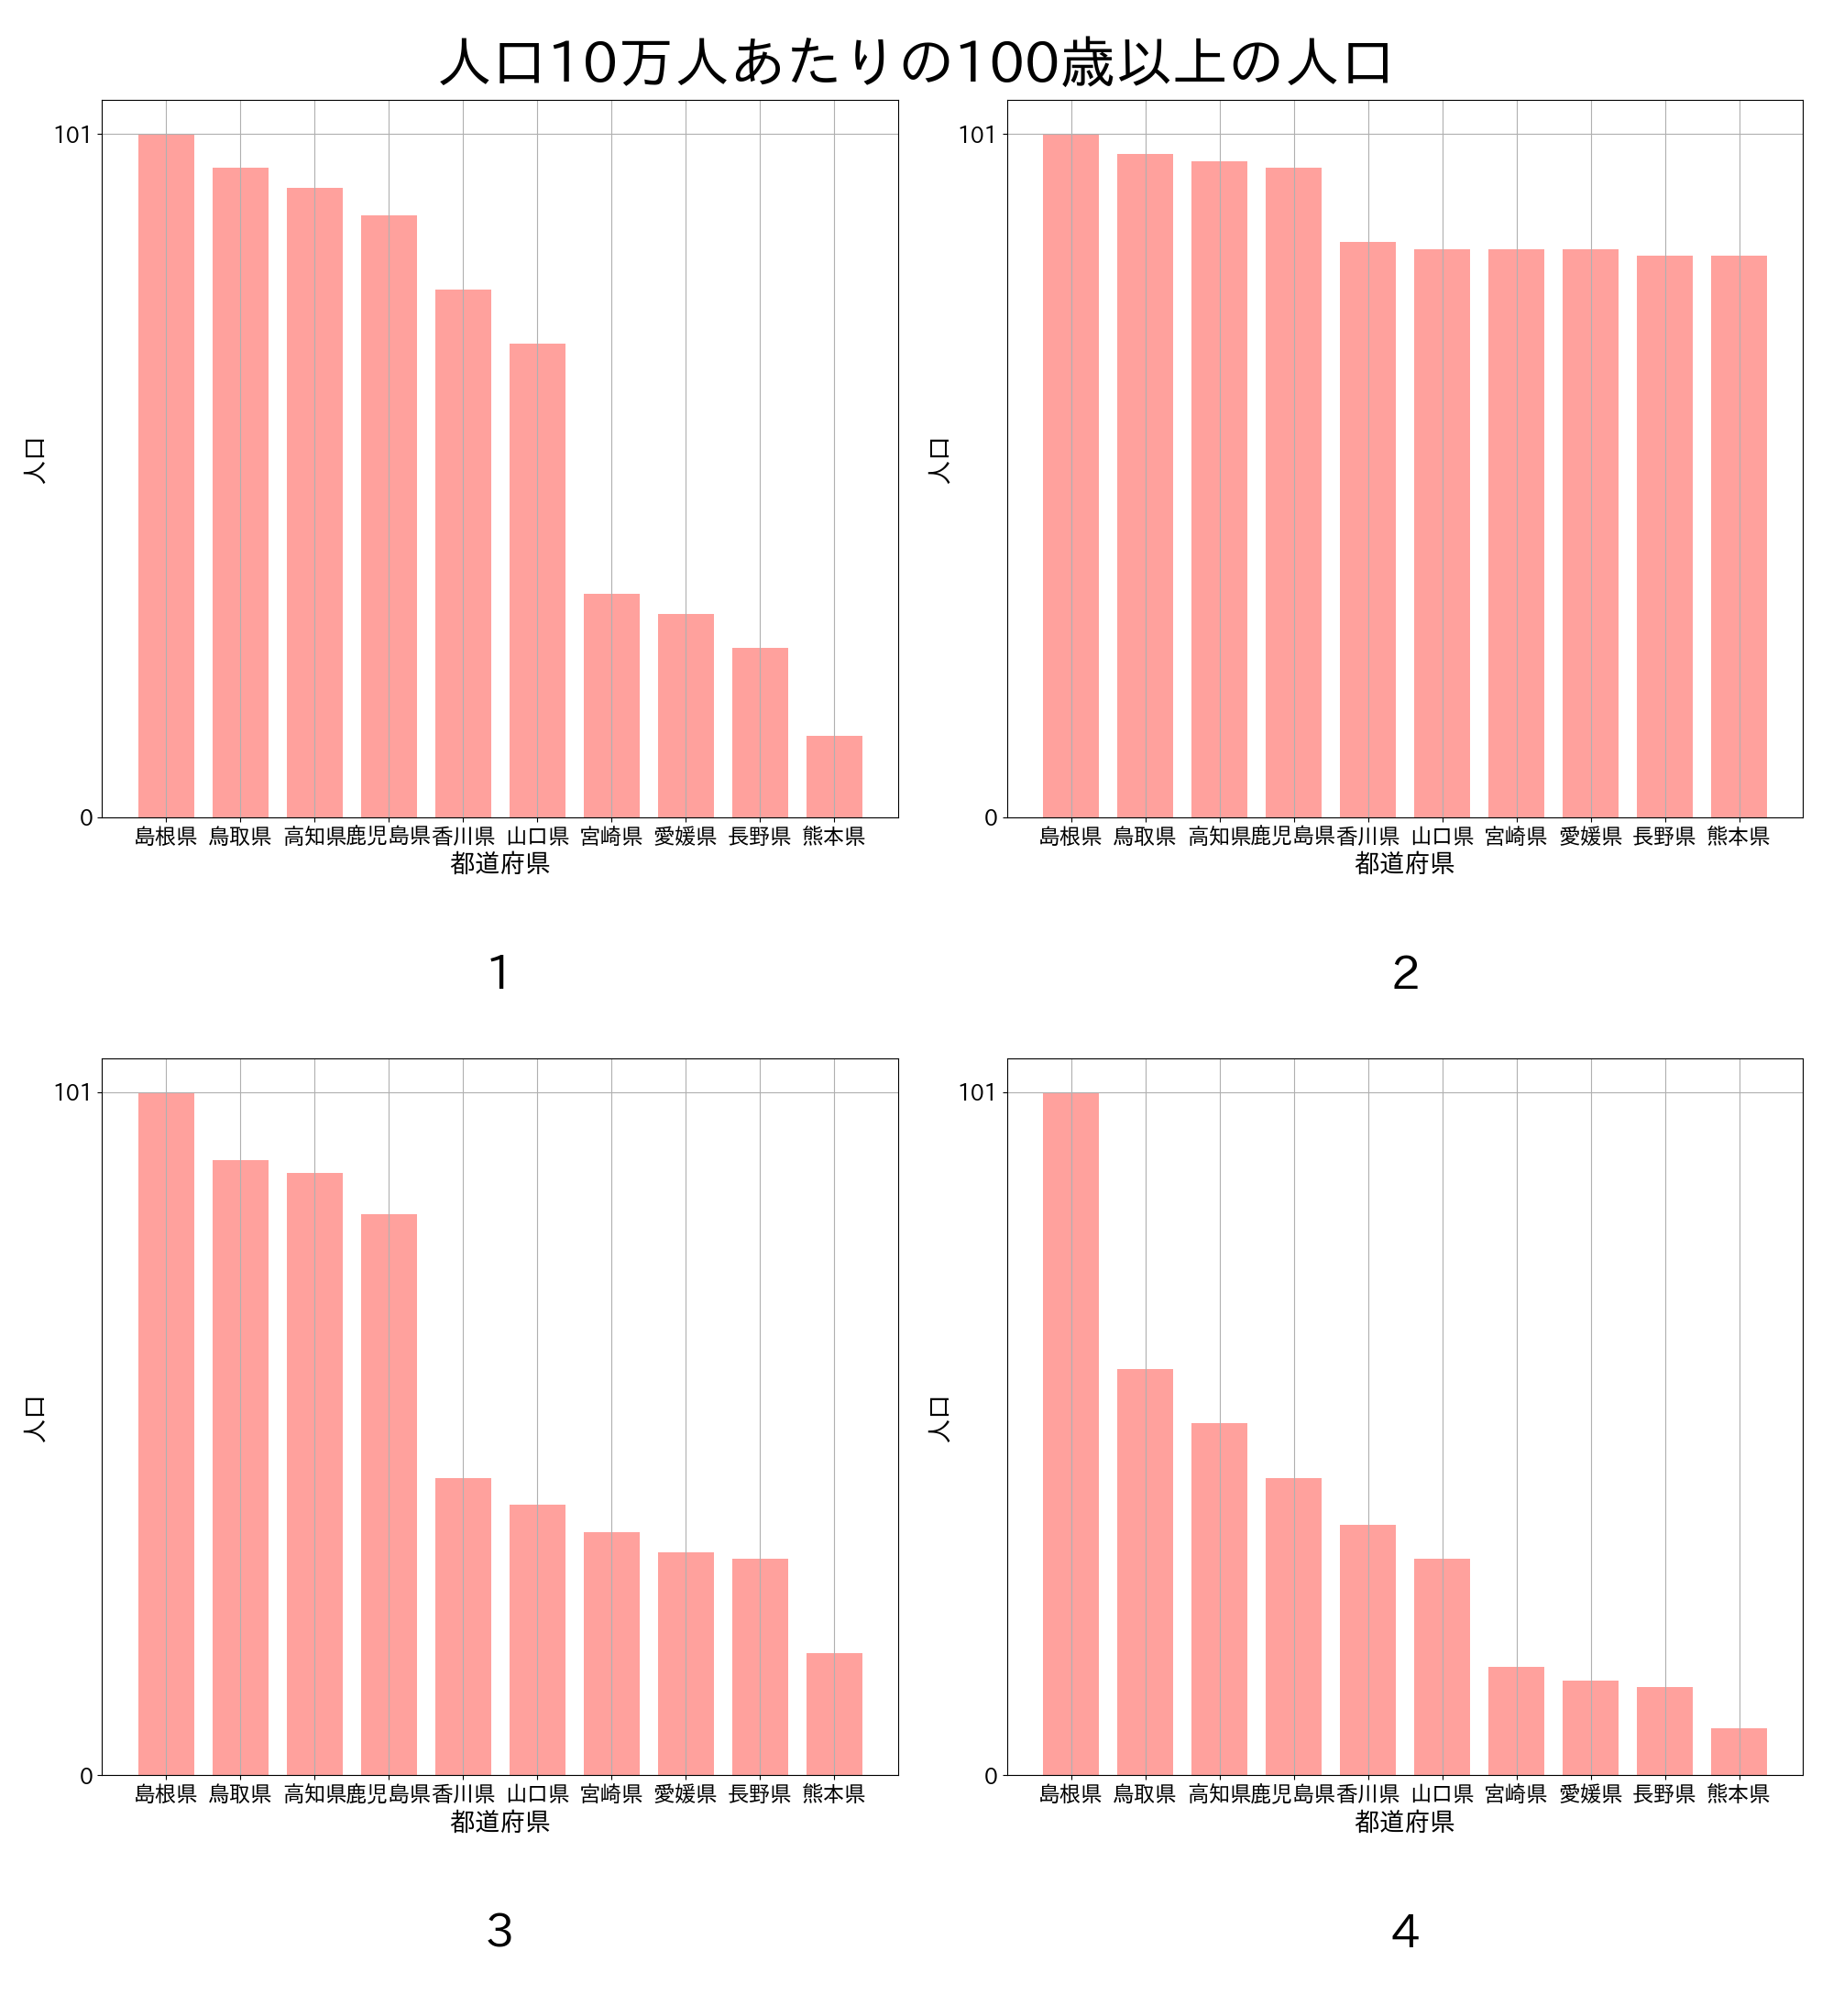 人口10万人あたりの100歳以上の人口
101
0
人口
島根県 鳥取県 高知県 鹿児島県 香川県 山口県 宮崎県 愛媛県 長野県 熊本県
都道府県
1
101
0
人口
島根県 鳥取県 高知県 鹿児島県 香川県 山口県 宮崎県 愛媛県 長野県 熊本県
都道府県
2
101
0
人口
島根県 鳥取県 高知県 鹿児島県 香川県 山口県 宮崎県 愛媛県 長野県 熊本県
都道府県
3
101
0
人口
島根県 鳥取県 高知県 鹿児島県 香川県 山口県 宮崎県 愛媛県 長野県 熊本県
都道府県
4